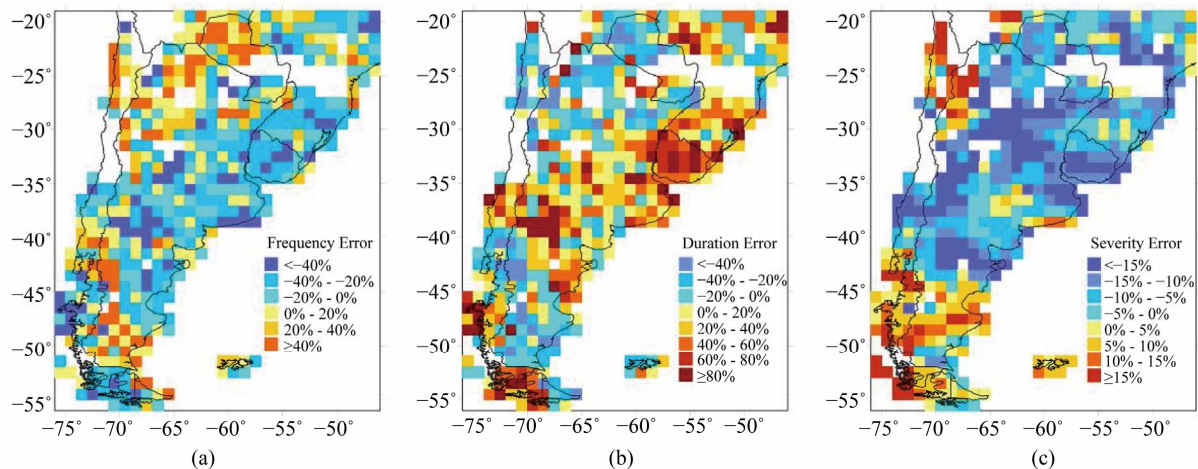 −20°
−25°
−30°
−35°
−40°
−45°
−50°
−55°
−75° −70° −65° −60° −55° −50°
Frequency Error
<−40%
−40% - −20%
−20% - 0%
0% - 20%
20% - 40%
≥40%
(a)
−20°
−25°
−30°
−35°
−40°
−45°
−50°
−55°
−75° −70° −65° −60° −55° −50°
Duration Error
<−40%
−40% - −20%
−20% - 0%
0% - 20%
20% - 40%
40% - 60%
60% - 80%
≥80%
(b)
−20°
−25°
−30°
−35°
−40°
−45°
−50°
−55°
−75° −70° −65° −60° −55° −50°
Severity Error
<−15%
−15% - −10%
−10% - −5%
−5% - 0%
0% - 5%
5% - 10%
10% - 15%
≥15%
(c)